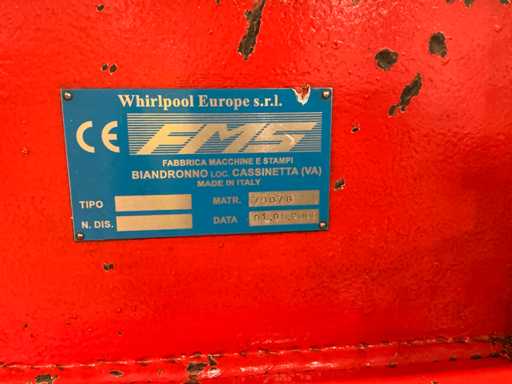 Whirlpool Europe s.r.l.
CE FMS
FABBRICA MACCHINE E STAMPI
BIANDRONNO LOC. CASSINETTA (VA)
MADE IN ITALY
TIPO MATR.
N. DIS. DATA